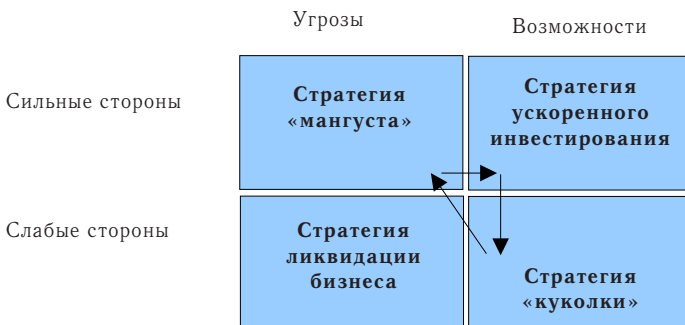 Угрозы
Возможности
Сильные стороны
Стратегия
«мангуста»
Стратегия
ускоренного
инвестирования
Слабые стороны
Стратегия
ликвидации
бизнеса
Стратегия
«куколки»